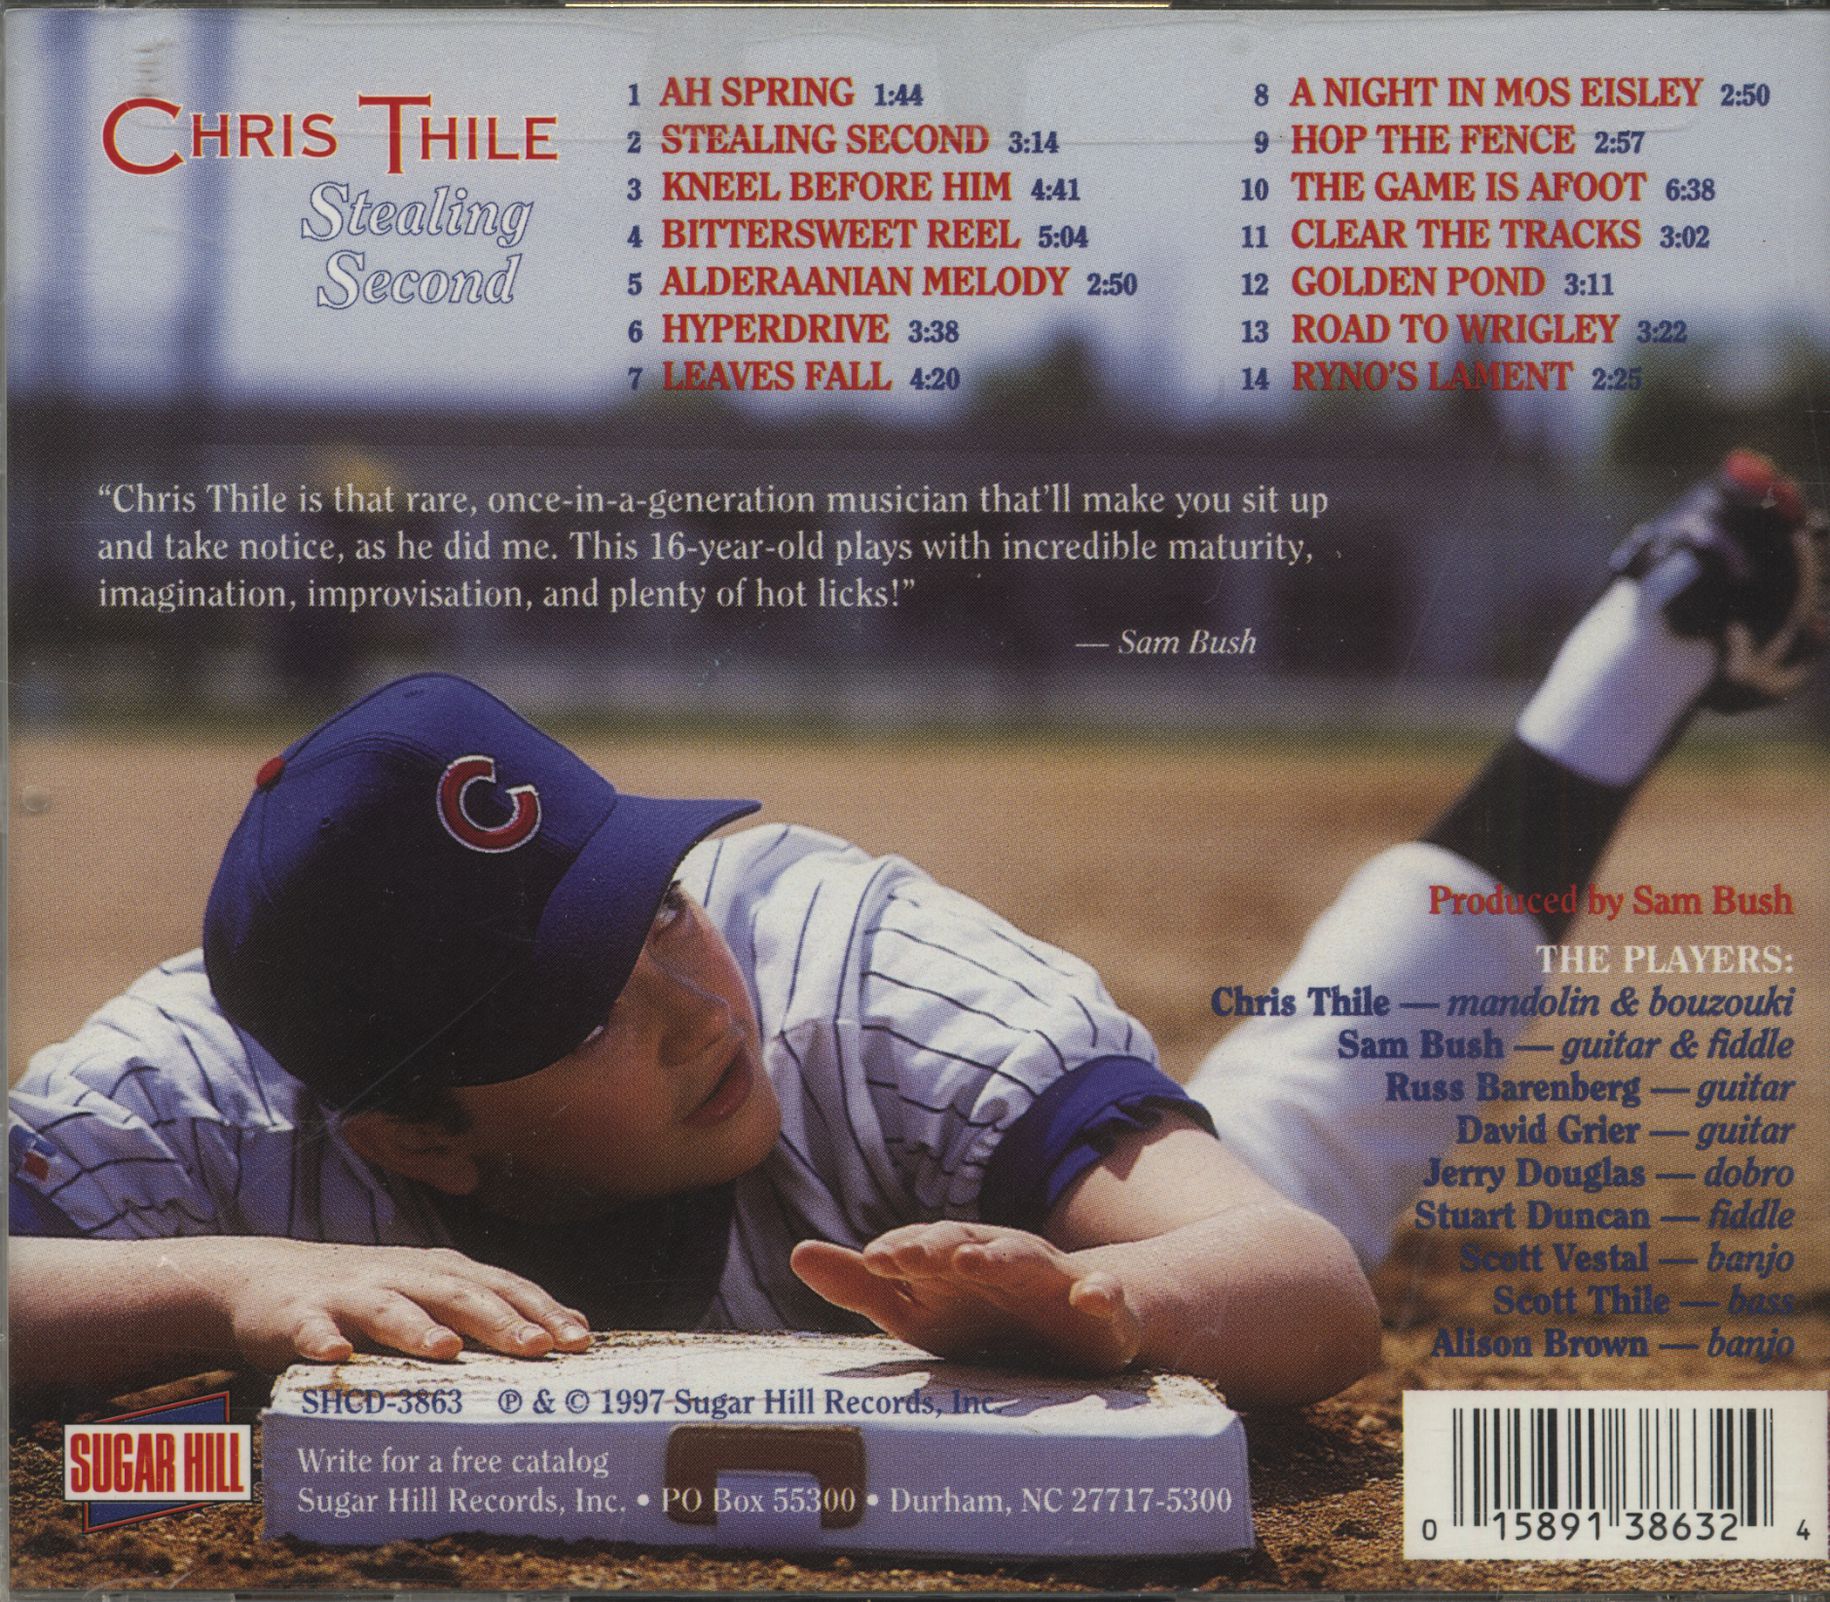 CHRIS THILE
Stealing
Second
1 AH SPRING 1:44
2 STEALING SECOND 3:14
3 KNEEL BEFORE HIM 4:41
4 BITTERSWEET REEL 5:04
5 ALDERAANIAN MELODY 2:50
6 HYPERDRIVE 3:38
7 LEAVES FALL 4:20
8 A NIGHT IN MOS EISLEY 2:50
9 HOP THE FENCE 2:57
10 THE GAME IS AFOOT 6:38
11 CLEAR THE TRACKS 3:02
12 GOLDEN POND 3:11
13 ROAD TO WRIGLEY 3:22
14 RYNO'S LAMENT 2:25
“Chris Thile is that rare, once-in-a-generation musician that'll make you sit up
and take notice, as he did me. This 16-year-old plays with incredible maturity,
imagination, improvisation, and plenty of hot licks!”
— Sam Bush
C
Produced by Sam Bush
THE PLAYERS:
Chris Thile — mandolin & bouzouki
Sam Bush — guitar & fiddle
Russ Barenberg — guitar
David Grier — guitar
Jerry Douglas — dobro
Stuart Duncan — fiddle
Scott Vestal — banjo
Scott Thile — bass
Alison Brown — banjo
SHCD-3863 ℗ & © 1997 Sugar Hill Records, Inc.
SUGAR HILL
Write for a free catalog
Sugar Hill Records, Inc. • PO Box 55300 • Durham, NC 27717-5300
0 15891 38632 4